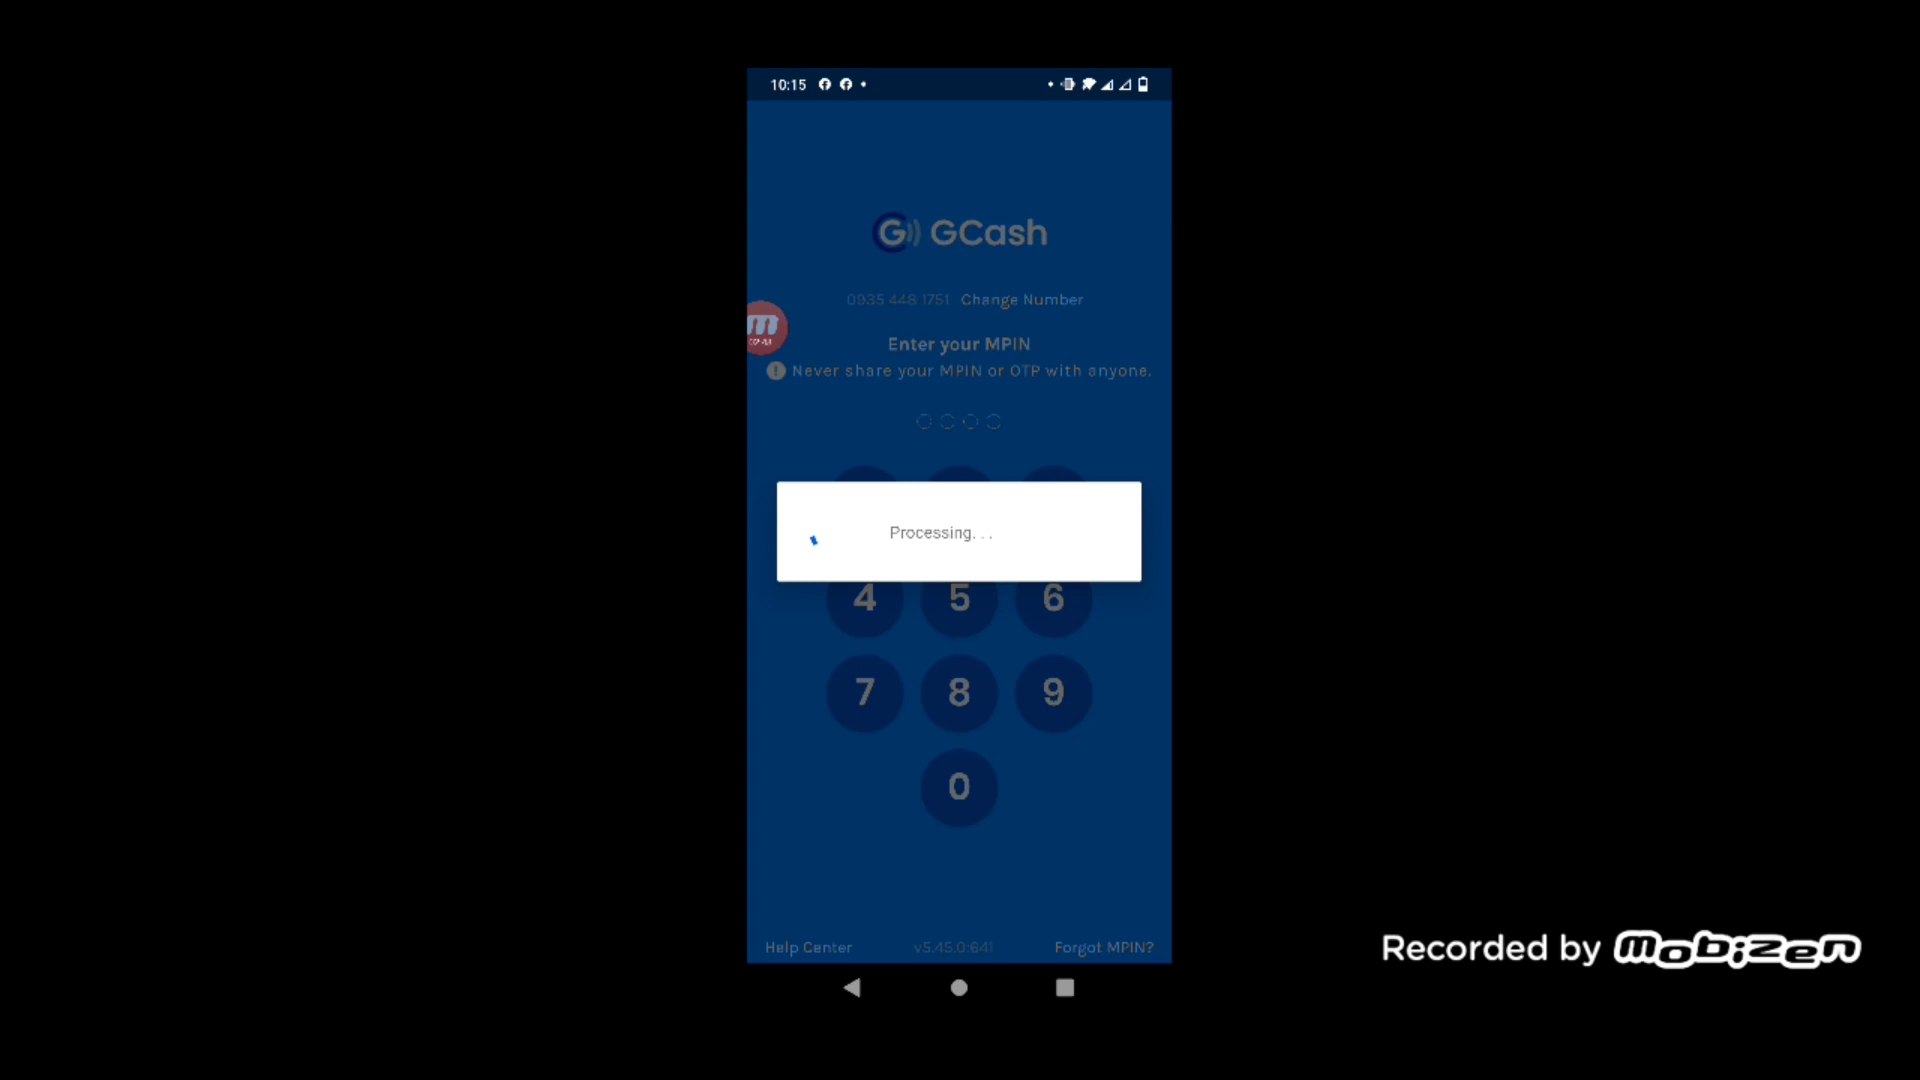 10:15
G GCash
0935 448 1751 Change Number
Enter your MPIN
! Never share your MPIN or OTP with anyone.
Processing. . .
4 5 6
7 8 9
0
Help Center v5.45.0:641 Forgot MPIN?
Recorded by mobizen